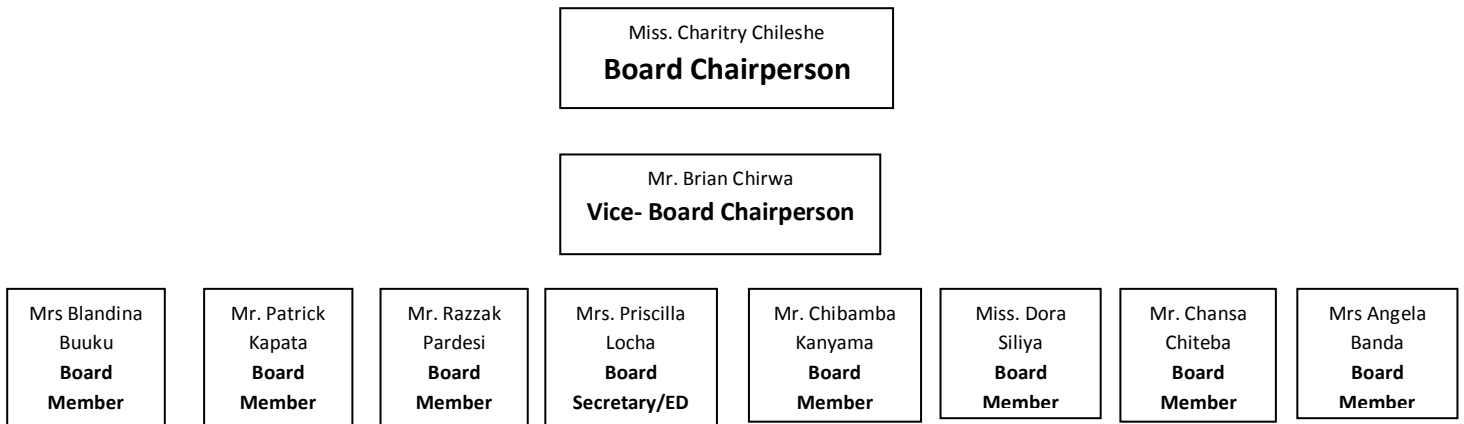 Miss. Charitry Chileshe
Board Chairperson
Mr. Brian Chirwa
Vice- Board Chairperson
Mrs Blandina
Buuku
Board
Member
Mr. Patrick
Kapata
Board
Member
Mr. Razzak
Pardesi
Board
Member
Mrs. Priscilla
Locha
Board
Secretary/ED
Mr. Chibamba
Kanyama
Board
Member
Miss. Dora
Siliya
Board
Member
Mr. Chansa
Chiteba
Board
Member
Mrs Angela
Banda
Board
Member